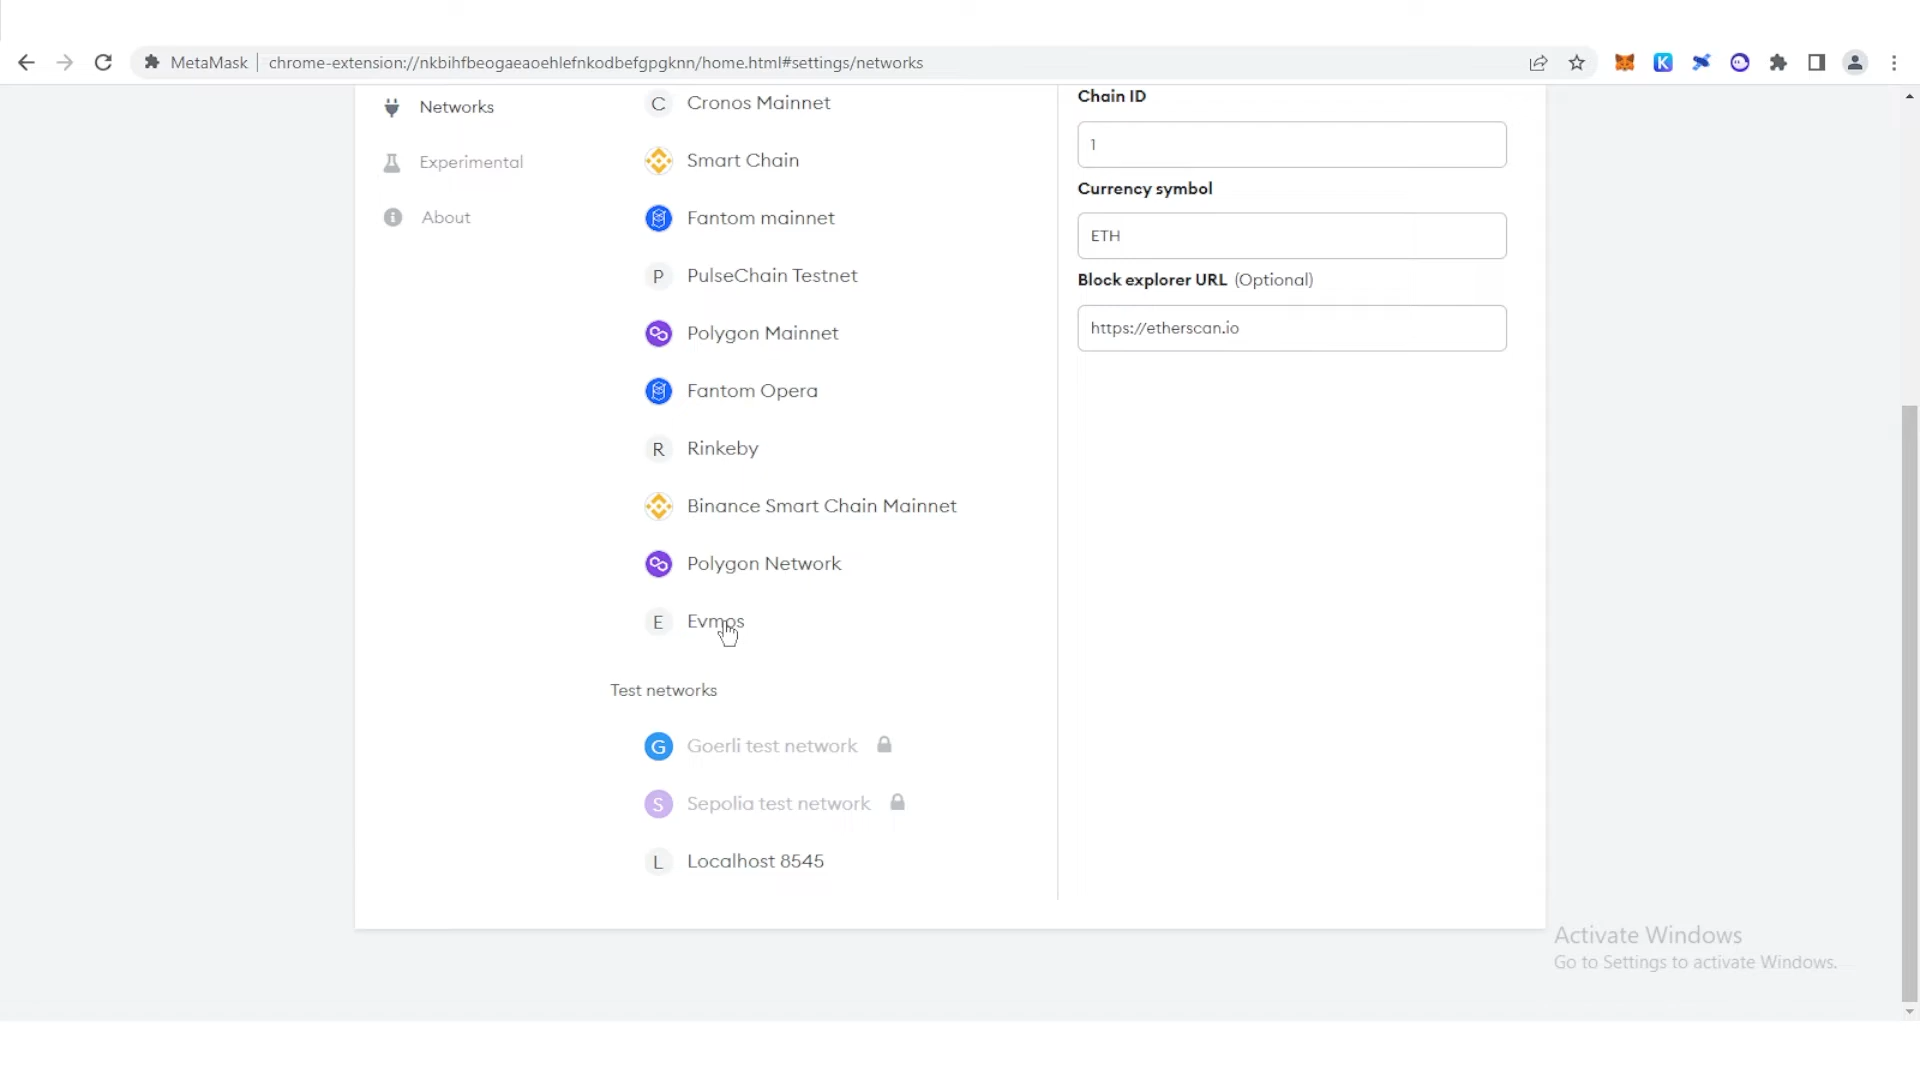 MetaMask chrome-extension://nkbihfbeogaeaoehlefnkodbefgpgknn/home.html#settings/networks
K
Networks
Experimental
About
C Cronos Mainnet
Smart Chain
Fantom mainnet
P PulseChain Testnet
Polygon Mainnet
Fantom Opera
R Rinkeby
Binance Smart Chain Mainnet
Polygon Network
E Evmos
Test networks
G Goerli test network
S Sepolia test network
L Localhost 8545
Chain ID
1
Currency symbol
ETH
Block explorer URL (Optional)
https://etherscan.io
Activate Windows
Go to Settings to activate Windows.